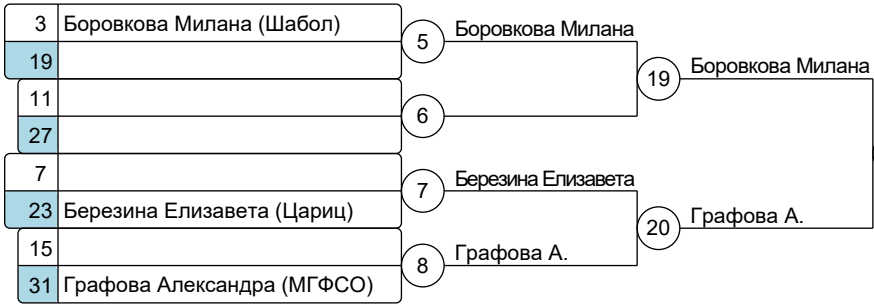 3 Боровкова Милана (Шабол)
19
11
27
7
23 Березина Елизавета (Цариц)
15
31 Графова Александра (МГФСО)
5 Боровкова Милана
6
7 Березина Елизавета
8 Графова А.
19 Боровкова Милана
20 Графова А.